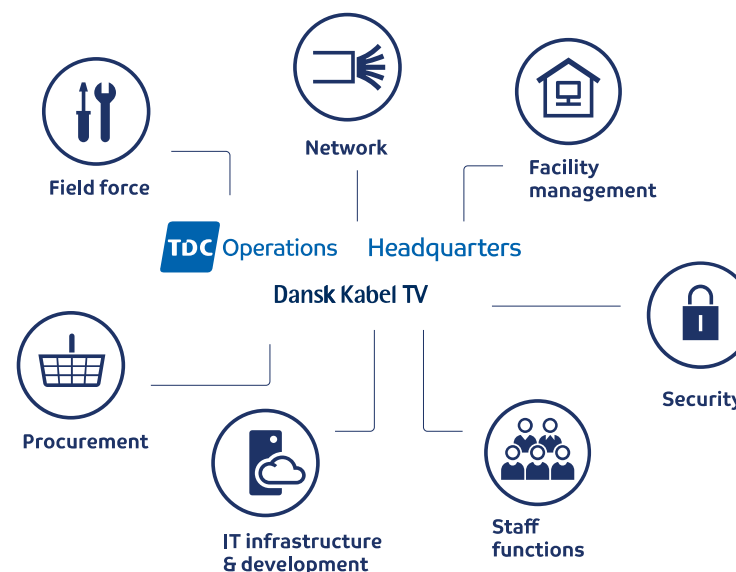 Network
Field force
Facility
management
TDC Operations Headquarters
Dansk Kabel TV
Security
Procurement
IT infrastructure
& development
Staff
functions